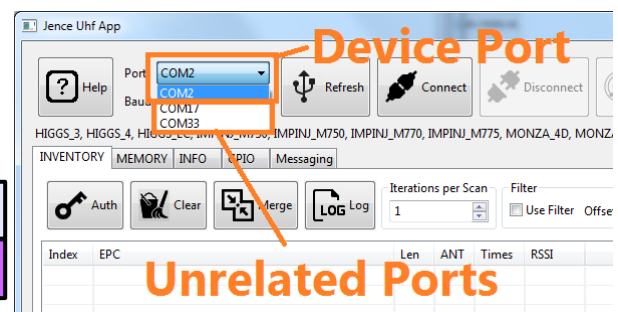 Jence Uhf App
Device Port
Help
Port
COM2
Refresh
Connect
Disconnect
Baud
COM2
COM17
COM33
HIGGS_3, HIGGS_4, IMPINJ_M750, IMPINJ_M770, IMPINJ_M775, MONZA_4D, MONZA
INVENTORY MEMORY INFO GPIO Messaging
Auth
Clear
Merge
LOG Log
Iterations per Scan
1
Filter
Use Filter Offse
Index EPC Len ANT Times RSSI
Unrelated Ports